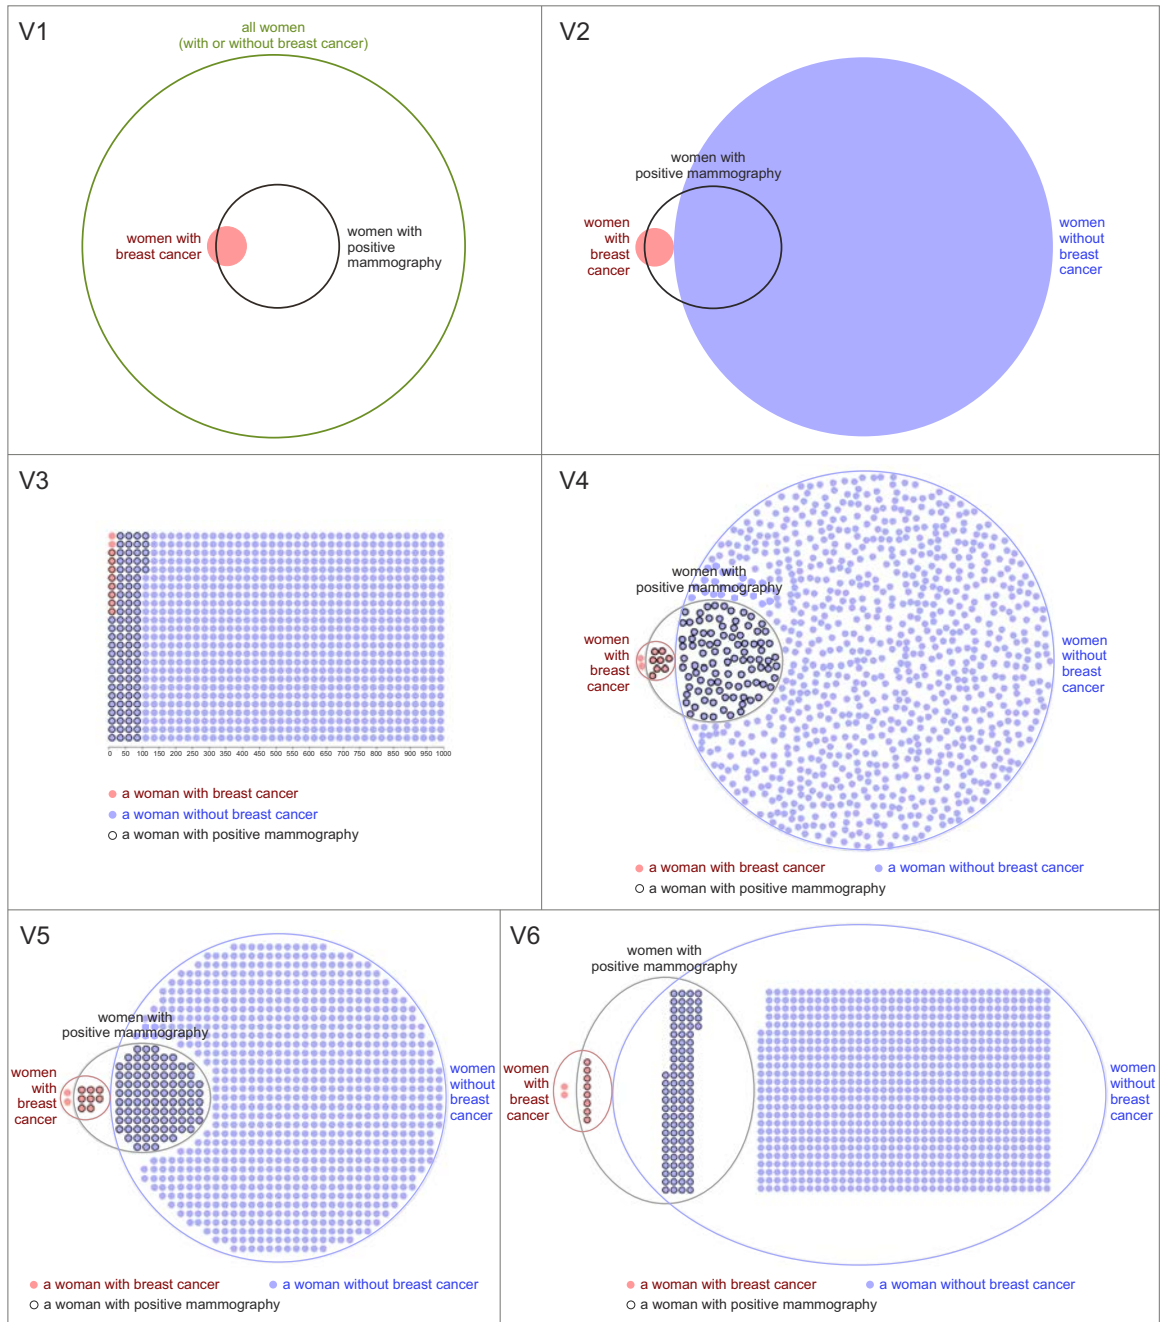 V1
all women
(with or without breast cancer)
women with
breast cancer
women with
positive
mammography
V2
women with
positive mammography
women
with
breast
cancer
women
without
breast
cancer
V3
0 50 100 150 200 250 300 350 400 450 500 550 600 650 700 750 800 850 900 950 1000
a woman with breast cancer
a woman without breast cancer
a woman with positive mammography
V4
women with
positive mammography
women
with
breast
cancer
women
without
breast
cancer
a woman with breast cancer
a woman without breast cancer
a woman with positive mammography
V5
women with
positive mammography
women
with
breast
cancer
women
without
breast
cancer
a woman with breast cancer
a woman without breast cancer
a woman with positive mammography
V6
women with
positive mammography
women
with
breast
cancer
women
without
breast
cancer
a woman with breast cancer
a woman without breast cancer
a woman with positive mammography